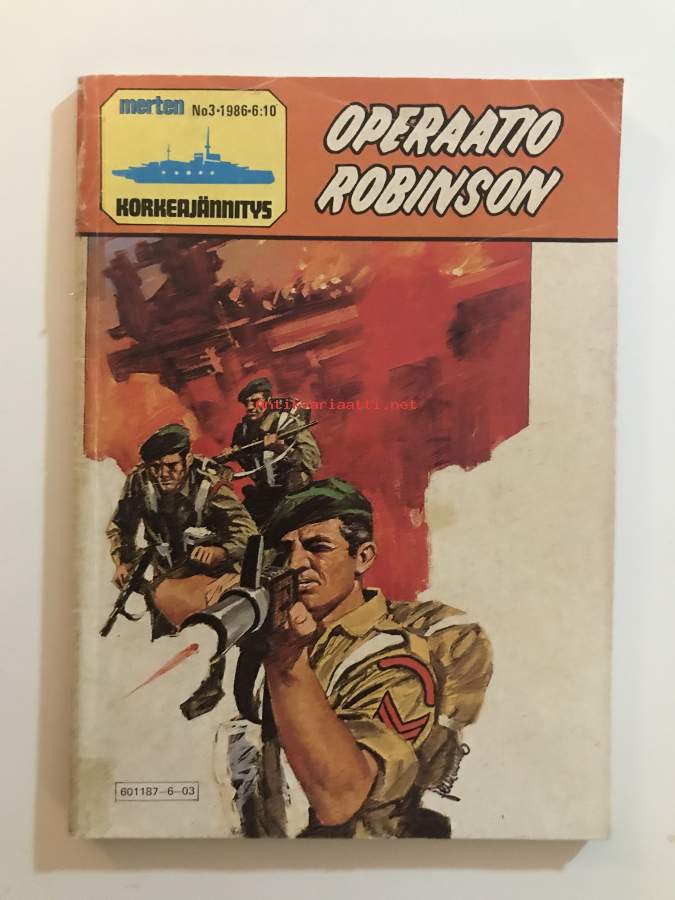 merten No3•1986•6:10
KORKEAJÄNNITYS
OPERAATIO
ROBINSON
antikvariaatti.net
601187—6—03